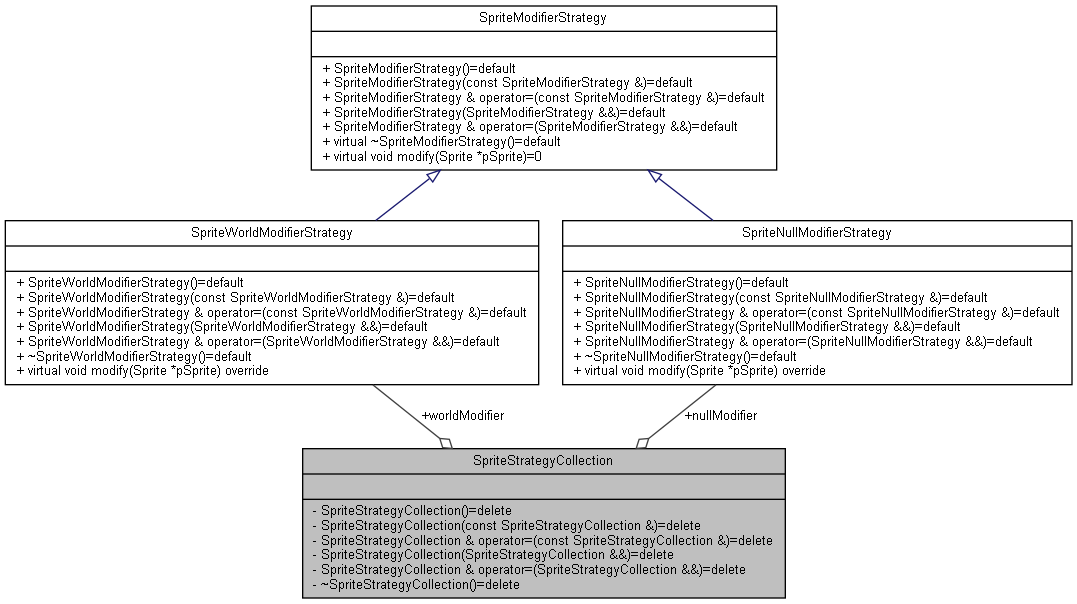 SpriteModifierStrategy
+ SpriteModifierStrategy()=default
+ SpriteModifierStrategy(const SpriteModifierStrategy &)=default
+ SpriteModifierStrategy & operator=(const SpriteModifierStrategy &)=default
+ SpriteModifierStrategy(SpriteModifierStrategy &&)=default
+ SpriteModifierStrategy & operator=(SpriteModifierStrategy &&)=default
+ virtual ~SpriteModifierStrategy()=default
+ virtual void modify(Sprite *pSprite)=0
SpriteWorldModifierStrategy
+ SpriteWorldModifierStrategy()=default
+ SpriteWorldModifierStrategy(const SpriteWorldModifierStrategy &)=default
+ SpriteWorldModifierStrategy & operator=(const SpriteWorldModifierStrategy &)=default
+ SpriteWorldModifierStrategy(SpriteWorldModifierStrategy &&)=default
+ SpriteWorldModifierStrategy & operator=(SpriteWorldModifierStrategy &&)=default
+ ~SpriteWorldModifierStrategy()=default
+ virtual void modify(Sprite *pSprite) override
SpriteNullModifierStrategy
+ SpriteNullModifierStrategy()=default
+ SpriteNullModifierStrategy(const SpriteNullModifierStrategy &)=default
+ SpriteNullModifierStrategy & operator=(const SpriteNullModifierStrategy &)=default
+ SpriteNullModifierStrategy(SpriteNullModifierStrategy &&)=default
+ SpriteNullModifierStrategy & operator=(SpriteNullModifierStrategy &&)=default
+ ~SpriteNullModifierStrategy()=default
+ virtual void modify(Sprite *pSprite) override
+worldModifier
+nullModifier
SpriteStrategyCollection
- SpriteStrategyCollection()=delete
- SpriteStrategyCollection(const SpriteStrategyCollection &)=delete
- SpriteStrategyCollection & operator=(const SpriteStrategyCollection &)=delete
- SpriteStrategyCollection(SpriteStrategyCollection &&)=delete
- SpriteStrategyCollection & operator=(SpriteStrategyCollection &&)=delete
- ~SpriteStrategyCollection()=delete